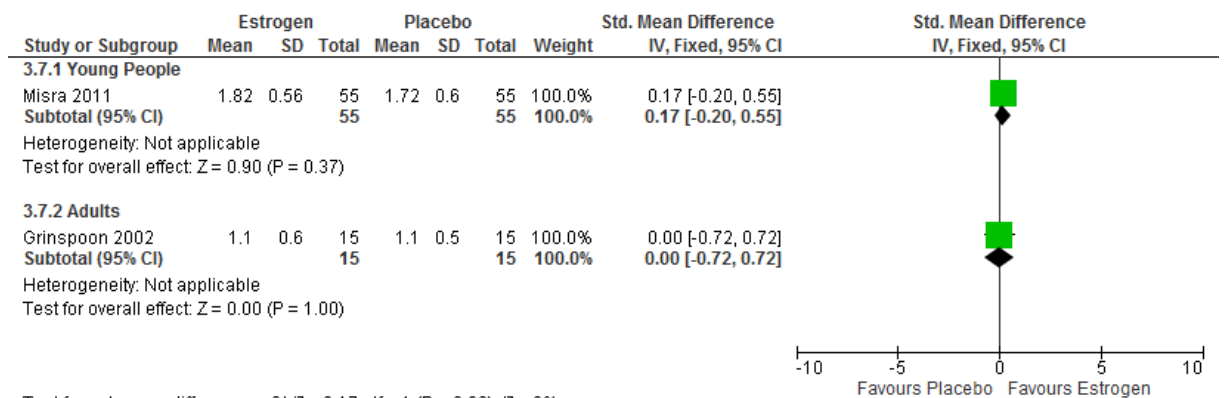 Estrogen Placebo Std. Mean Difference Std. Mean Difference
Study or Subgroup Mean SD Total Mean SD Total Weight IV, Fixed, 95% CI IV, Fixed, 95% CI
3.7.1 Young People
Misra 2011 1.82 0.56 55 1.72 0.6 55 100.0% 0.17 [-0.20, 0.55]
Subtotal (95% CI) 55 55 100.0% 0.17 [-0.20, 0.55]
Heterogeneity: Not applicable
Test for overall effect: Z = 0.90 (P = 0.37)
3.7.2 Adults
Grinspoon 2002 1.1 0.6 15 1.1 0.5 15 100.0% 0.00 [-0.72, 0.72]
Subtotal (95% CI) 15 15 100.0% 0.00 [-0.72, 0.72]
Heterogeneity: Not applicable
Test for overall effect: Z = 0.00 (P = 1.00)
-10 -5 0 5 10
Favours Placebo Favours Estrogen